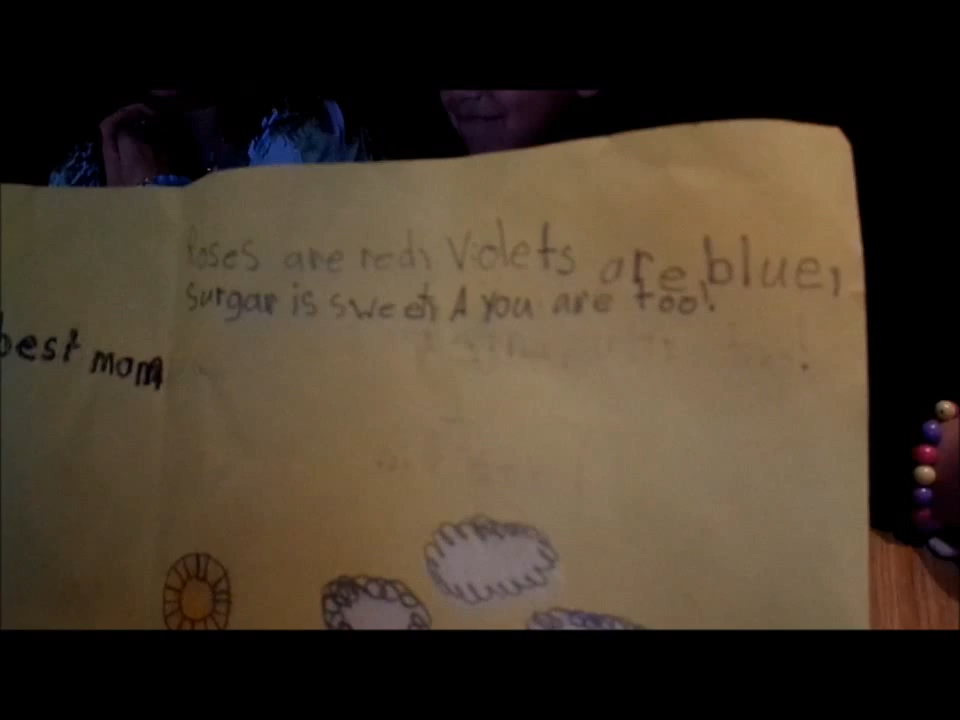 Roses are red, Violets are blue,
Surgar is sweet, A you are too!
best mom